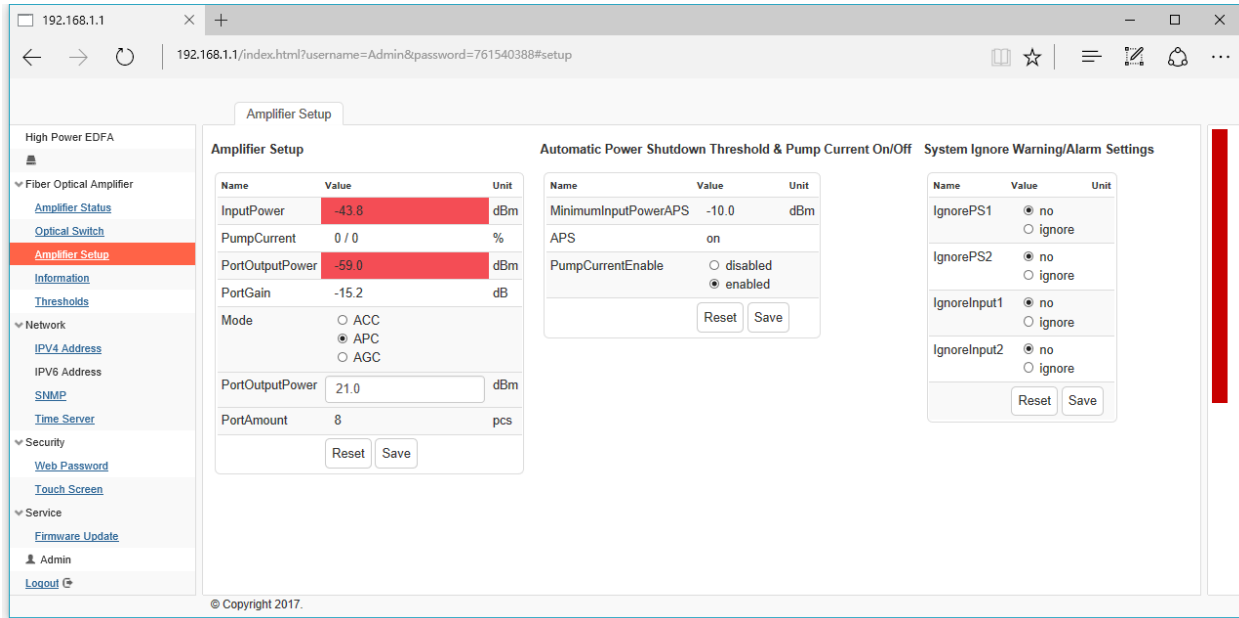 192.168.1.1
192.168.1.1/index.html?username=Admin&password=761540388#setup
Amplifier Setup
High Power EDFA
Fiber Optical Amplifier
Amplifier Status
Optical Switch
Amplifier Setup
Information
Thresholds
Network
IPV4 Address
IPV6 Address
SNMP
Time Server
Security
Web Password
Touch Screen
Service
Firmware Update
Admin
Logout
Amplifier Setup
Name Value Unit
InputPower -43.8 dBm
PumpCurrent 0 / 0 %
PortOutputPower -59.0 dBm
PortGain -15.2 dB
Mode ACC
APC
AGC
PortOutputPower 21.0 dBm
PortAmount 8 pcs
Reset Save
Automatic Power Shutdown Threshold & Pump Current On/Off
Name Value Unit
MinimumInputPowerAPS -10.0 dBm
APS on
PumpCurrentEnable disabled
enabled
Reset Save
System Ignore Warning/Alarm Settings
Name Value Unit
IgnorePS1 no
ignore
IgnorePS2 no
ignore
IgnoreInput1 no
ignore
IgnoreInput2 no
ignore
Reset Save
© Copyright 2017.